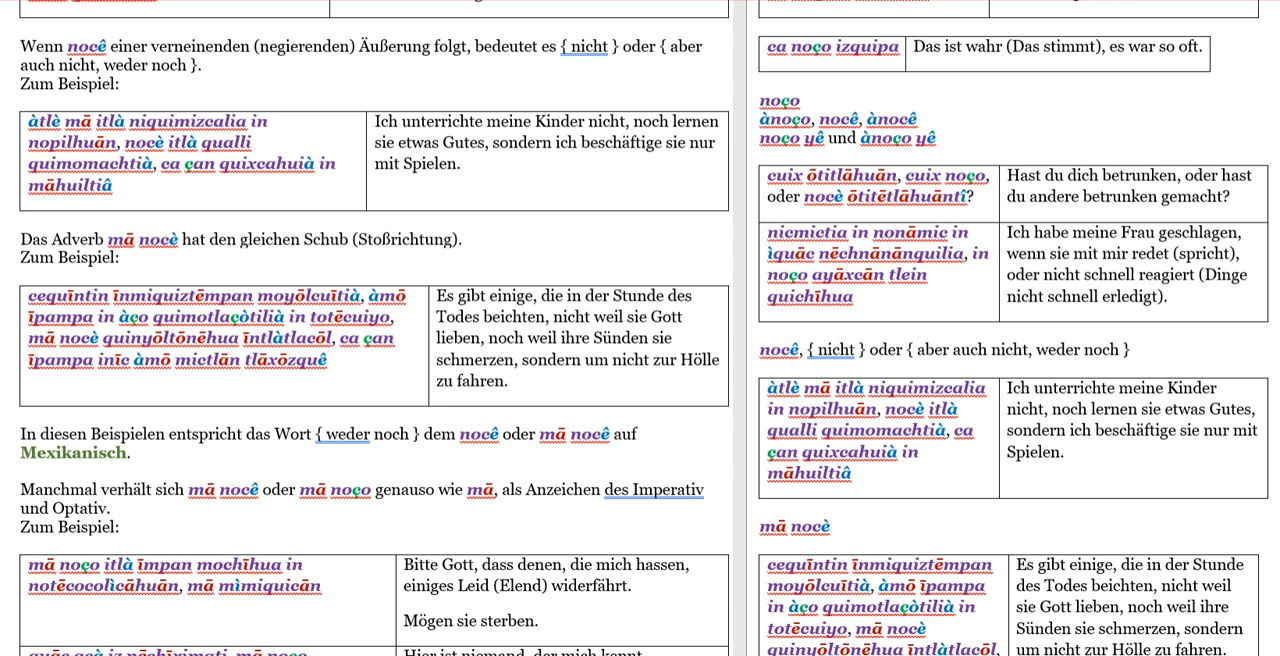 Wenn nocê einer verneinenden (negierenden) Äußerung folgt, bedeutet es { nicht } oder { aber
auch nicht, weder noch }.
Zum Beispiel:
àtlè mā itlà niquimizcalia in
nopilhuān, nocè itlà qualli
quimomachtià, ca çan quixcahuià in
māhuiltiâ
Ich unterrichte meine Kinder nicht, noch lernen
sie etwas Gutes, sondern ich beschäftige sie nur
mit Spielen.
Das Adverb mā nocè hat den gleichen Schub (Stoßrichtung).
Zum Beispiel:
cequīntin īnmiquiztēmpan moyōlcuītià, àmō
īpampa in àço quimotlaçòtilià in totēcuiyo,
mā nocè quinyōltōnēhua īntlàtlacōl, ca çan
īpampa inīc àmō mictlān tlāxōzquê
Es gibt einige, die in der Stunde des
Todes beichten, nicht weil sie Gott
lieben, noch weil ihre Sünden sie
schmerzen, sondern um nicht zur Hölle
zu fahren.
In diesen Beispielen entspricht das Wort { weder noch } dem nocê oder mā nocê auf
Mexikanisch.
Manchmal verhält sich mā nocê oder mā noço genauso wie mā, als Anzeichen des Imperativ
und Optativ.
Zum Beispiel:
mā noço itlà īmpan mochīhua in
notēcocolìcāhuān, mā mìmiquicān
Bitte Gott, dass denen, die mich hassen,
einiges Leid (Elend) widerfährt.
Mögen sie sterben.
Hier ist niemand, der mich kennt
ca noço izquipa
Das ist wahr (Das stimmt), es war so oft.
noço
ànoço, nocê, ànocê
noço yê und ànoço yê
cuix ōtitlāhuān, cuix noço,
oder nocè ōtitētlāhuāntî?
Hast du dich betrunken, oder hast
du andere betrunken gemacht?
nicmictia in nonāmic in
ìquāc nēchnānānquilia, in
noço ayāxcān tlein
quichīhua
Ich habe meine Frau geschlagen,
wenn sie mit mir redet (spricht),
oder nicht schnell reagiert (Dinge
nicht schnell erledigt).
nocê, { nicht } oder { aber auch nicht, weder noch }
àtlè mā itlà niquimizcalia
in nopilhuān, nocè itlà
qualli quimomachtià, ca
çan quixcahuià in
māhuiltiâ
Ich unterrichte meine Kinder
nicht, noch lernen sie etwas Gutes,
sondern ich beschäftige sie nur mit
Spielen.
mā nocè
cequīntin īnmiquiztēmpan
moyōlcuītià, àmō īpampa
in àço quimotlaçòtilià in
totēcuiyo, mā nocè
quinyōltōnēhua īntlàtlacōl,
Es gibt einige, die in der Stunde
des Todes beichten, nicht weil
sie Gott lieben, noch weil ihre
Sünden sie schmerzen, sondern
um nicht zur Hölle zu fahren.